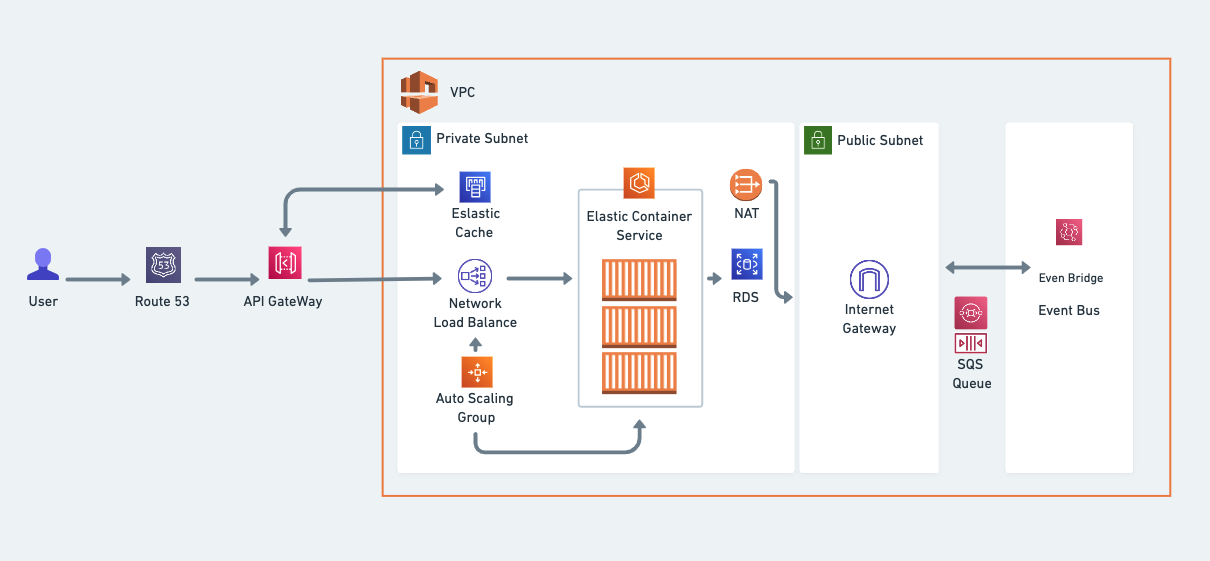 VPC
Private Subnet
Public Subnet
Eslastic
Cache
Elastic Container
Service
NAT
RDS
User
Route 53
53
API GateWay
Network
Load Balance
Auto Scaling
Group
Internet
Gateway
Even Bridge
Event Bus
SQS
Queue